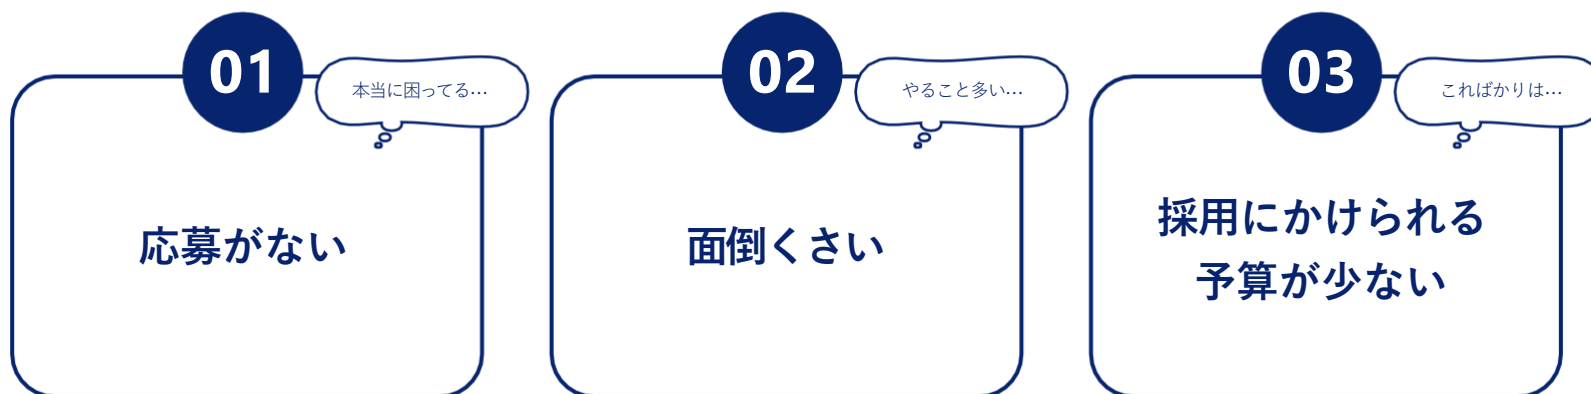 01
本当に困ってる…
応募がない
02
やること多い…
面倒くさい
03
こればかりは…
採用にかけられる
予算が少ない